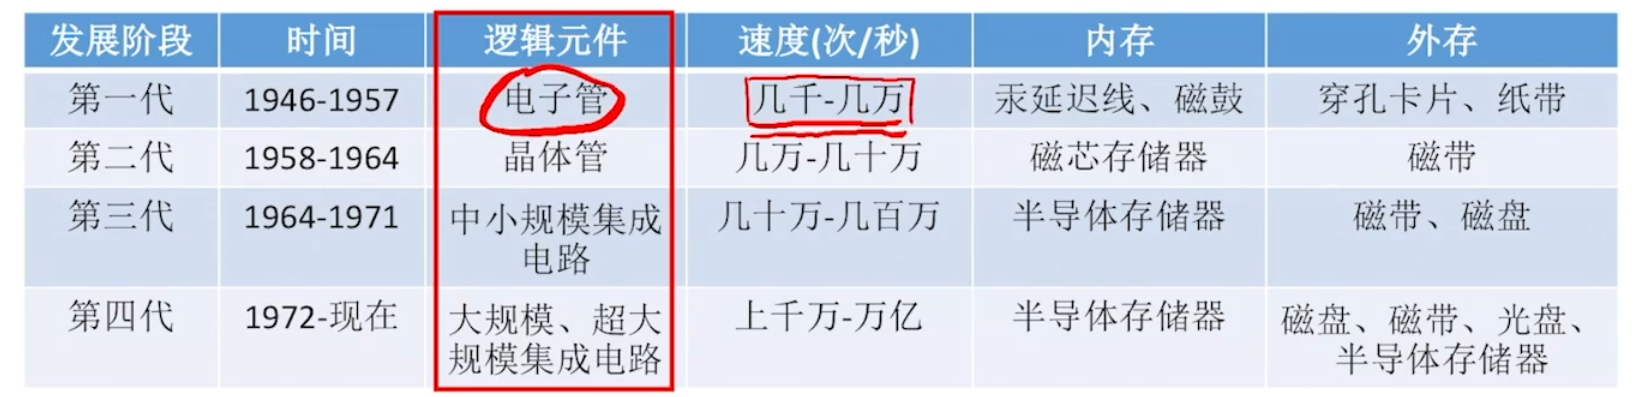 发展阶段 时间 逻辑元件 速度(次/秒) 内存 外存
第一代 1946-1957 电子管 几千-几万 汞延迟线、磁鼓 穿孔卡片、纸带
第二代 1958-1964 晶体管 几万-几十万 磁芯存储器 磁带
第三代 1964-1971 中小规模集成 几十万-几百万 半导体存储器 磁带、磁盘
电路
第四代 1972-现在 大规模、超大 上千万-万亿 半导体存储器 磁盘、磁带、光盘、
规模集成电路 半导体存储器